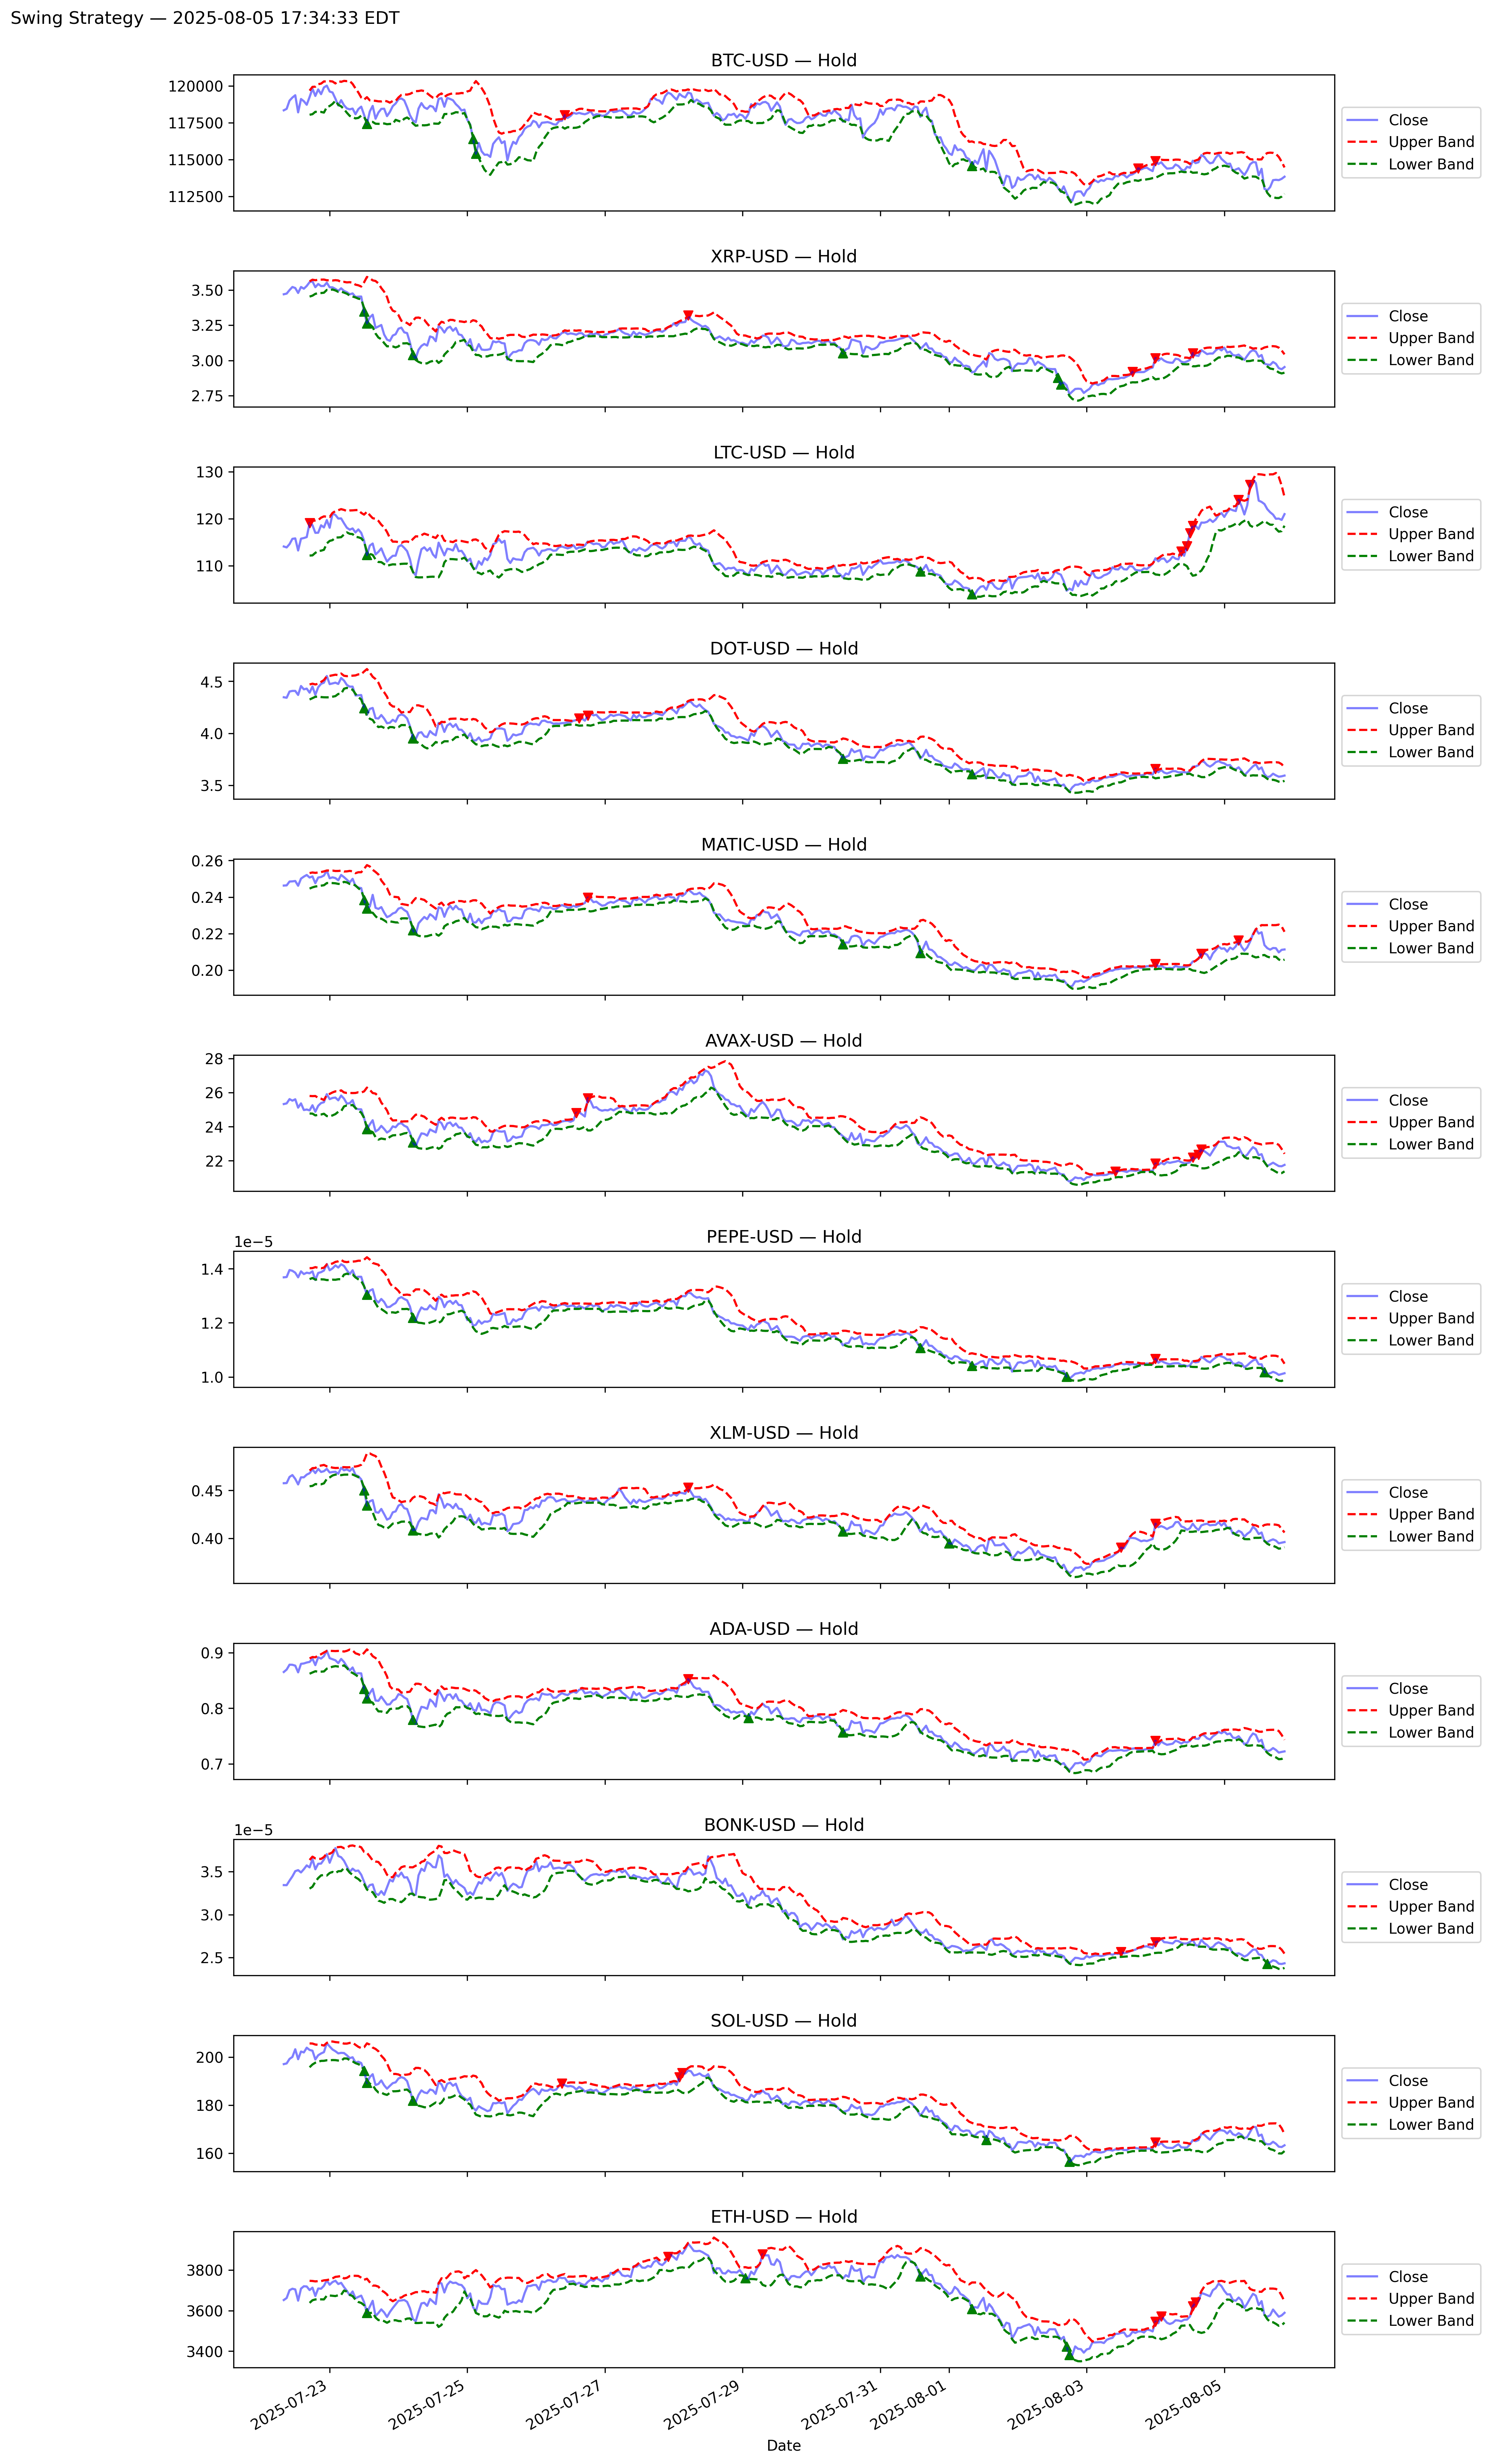 Swing Strategy — 2025-08-05 17:34:33 EDT
BTC-USD — Hold
120000
117500
115000
112500
Close
Upper Band
Lower Band
XRP-USD — Hold
3.50
3.25
3.00
2.75
Close
Upper Band
Lower Band
LTC-USD — Hold
130
120
110
Close
Upper Band
Lower Band
DOT-USD — Hold
4.5
4.0
3.5
Close
Upper Band
Lower Band
MATIC-USD — Hold
0.26
0.24
0.22
0.20
Close
Upper Band
Lower Band
AVAX-USD — Hold
28
26
24
22
Close
Upper Band
Lower Band
PEPE-USD — Hold
1e−5
1.4
1.2
1.0
Close
Upper Band
Lower Band
XLM-USD — Hold
0.45
0.40
Close
Upper Band
Lower Band
ADA-USD — Hold
0.9
0.8
0.7
Close
Upper Band
Lower Band
BONK-USD — Hold
1e−5
3.5
3.0
2.5
Close
Upper Band
Lower Band
SOL-USD — Hold
200
180
160
Close
Upper Band
Lower Band
ETH-USD — Hold
3800
3600
3400
Close
Upper Band
Lower Band
2025-07-23
2025-07-25
2025-07-27
2025-07-29
2025-07-31
2025-08-01
2025-08-03
2025-08-05
Date